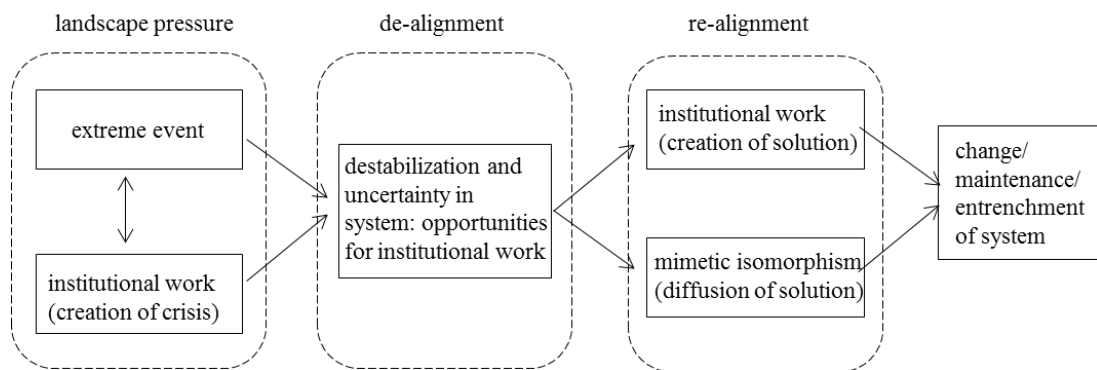 landscape pressure
de-alignment
re-alignment
extreme event
institutional work
(creation of crisis)
destabilization and
uncertainty in
system: opportunities
for institutional work
institutional work
(creation of solution)
mimetic isomorphism
(diffusion of solution)
change/
maintenance/
entrenchment
of system